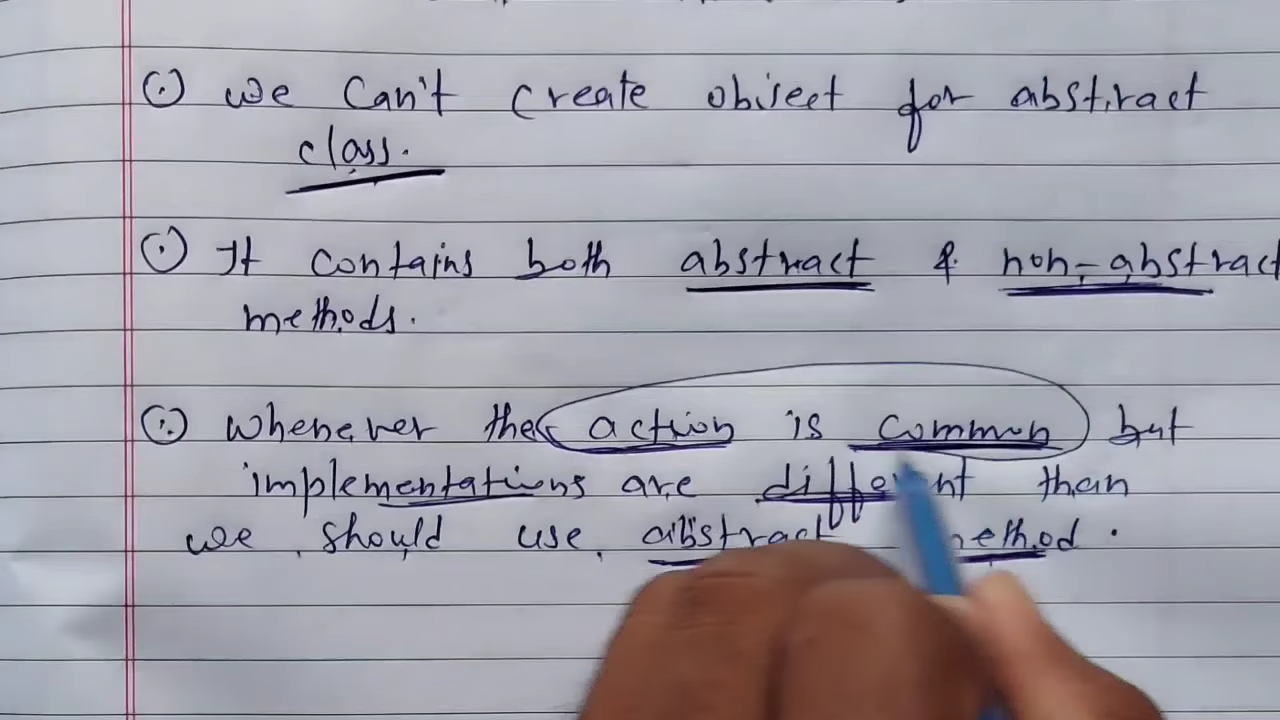 We can't create object for abstract
class.
It contains both abstract & non-abstract
methods.
Whenever the action is common but
implementations are different than
we should use abstract method.